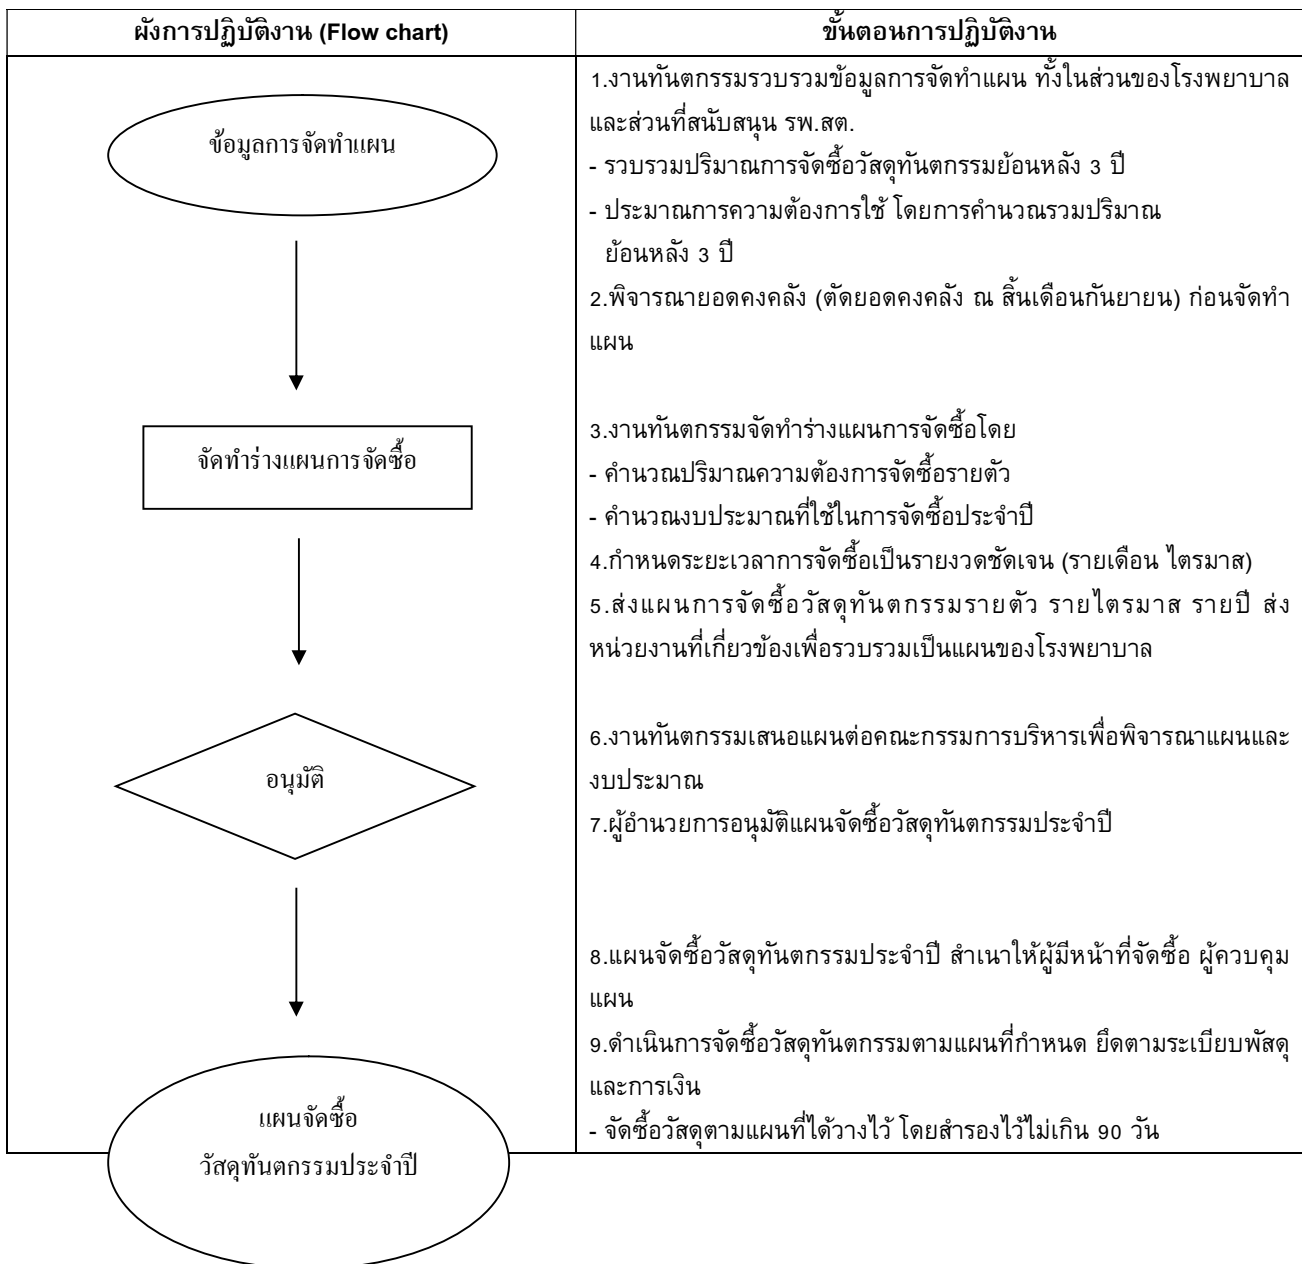 ผังการปฏิบัติงาน (Flow chart)
ขั้นตอนการปฏิบัติงาน
ข้อมูลการจัดทำแผน
1.งานทันตกรรมรวบรวมข้อมูลการจัดทำแผน ทั้งในส่วนของโรงพยาบาล
และส่วนที่สนับสนุน รพ.สต.
- รวบรวมปริมาณการจัดซื้อวัสดุทันตกรรมย้อนหลัง 3 ปี
- ประมาณการความต้องการใช้ โดยการคำนวณรวมปริมาณ
ย้อนหลัง 3 ปี
2.พิจารณายอดคงคลัง (ตัดยอดคงคลัง ณ สิ้นเดือนกันยายน) ก่อนจัดทำ
แผน
จัดทำร่างแผนการจัดซื้อ
3.งานทันตกรรมจัดทำร่างแผนการจัดซื้อโดย
- คำนวณปริมาณความต้องการจัดซื้อรายตัว
- คำนวณงบประมาณที่ใช้ในการจัดซื้อประจำปี
4.กำหนดระยะเวลาการจัดซื้อเป็นรายงวดชัดเจน (รายเดือน ไตรมาส)
5.ส่งแผนการจัดซื้อวัสดุทันตกรรมรายตัว รายไตรมาส รายปี ส่ง
หน่วยงานที่เกี่ยวข้องเพื่อรวบรวมเป็นแผนของโรงพยาบาล
อนุมัติ
6.งานทันตกรรมเสนอแผนต่อคณะกรรมการบริหารเพื่อพิจารณาแผนและ
งบประมาณ
7.ผู้อำนวยการอนุมัติแผนจัดซื้อวัสดุทันตกรรมประจำปี
8.แผนจัดซื้อวัสดุทันตกรรมประจำปี สำเนาให้ผู้มีหน้าที่จัดซื้อ ผู้ควบคุม
แผน
9.ดำเนินการจัดซื้อวัสดุทันตกรรมตามแผนที่กำหนด ยึดตามระเบียบพัสดุ
และการเงิน
- จัดซื้อวัสดุตามแผนที่ได้วางไว้ โดยสำรองไว้ไม่เกิน 90 วัน
แผนจัดซื้อ
วัสดุทันตกรรมประจำปี